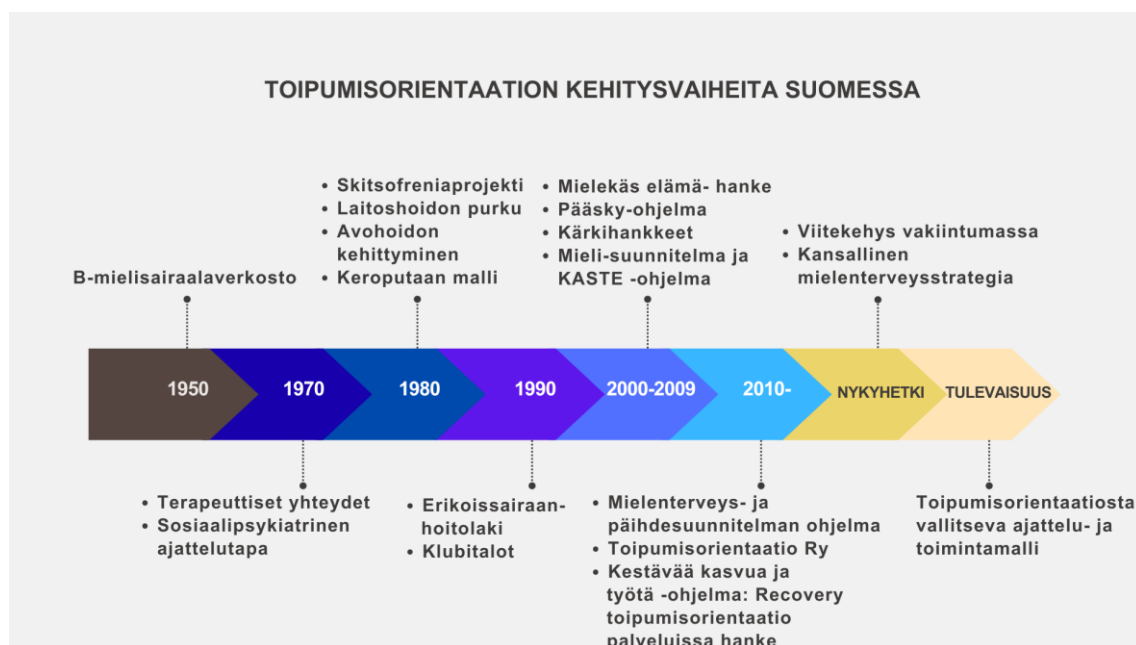 TOIPUMISORIENTAATION KEHITYSVAIHEITA SUOMESSA
B-mielisairaalaverkosto
• Skitsofreniaprojekti
• Laitoshoidon purku
• Avohoidon
kehittyminen
• Keroputaan malli
• Mielekäs elämä- hanke
• Pääsky-ohjelma
• Kärkihankkeet
• Mieli-suunnitelma ja
KASTE -ohjelma
• Viitekehys vakiintumassa
• Kansallinen
mielenterveysstrategia
1950
1970
1980
1990
2000-2009
2010-
NYKYHETKI
TULEVAISUUS
• Terapeuttiset yhteydet
• Sosiaalipsykiatrinen
ajattelutapa
• Erikoissairaan-
hoitolaki
• Klubitalot
• Mielenterveys- ja
päihdesuunnitelman ohjelma
• Toipumisorientaatio Ry
• Kestävää kasvua ja
työtä -ohjelma: Recovery
toipumisorientaatio
palveluissa hanke
Toipumisorientaatiosta
vallitseva ajattelu- ja
toimintamalli